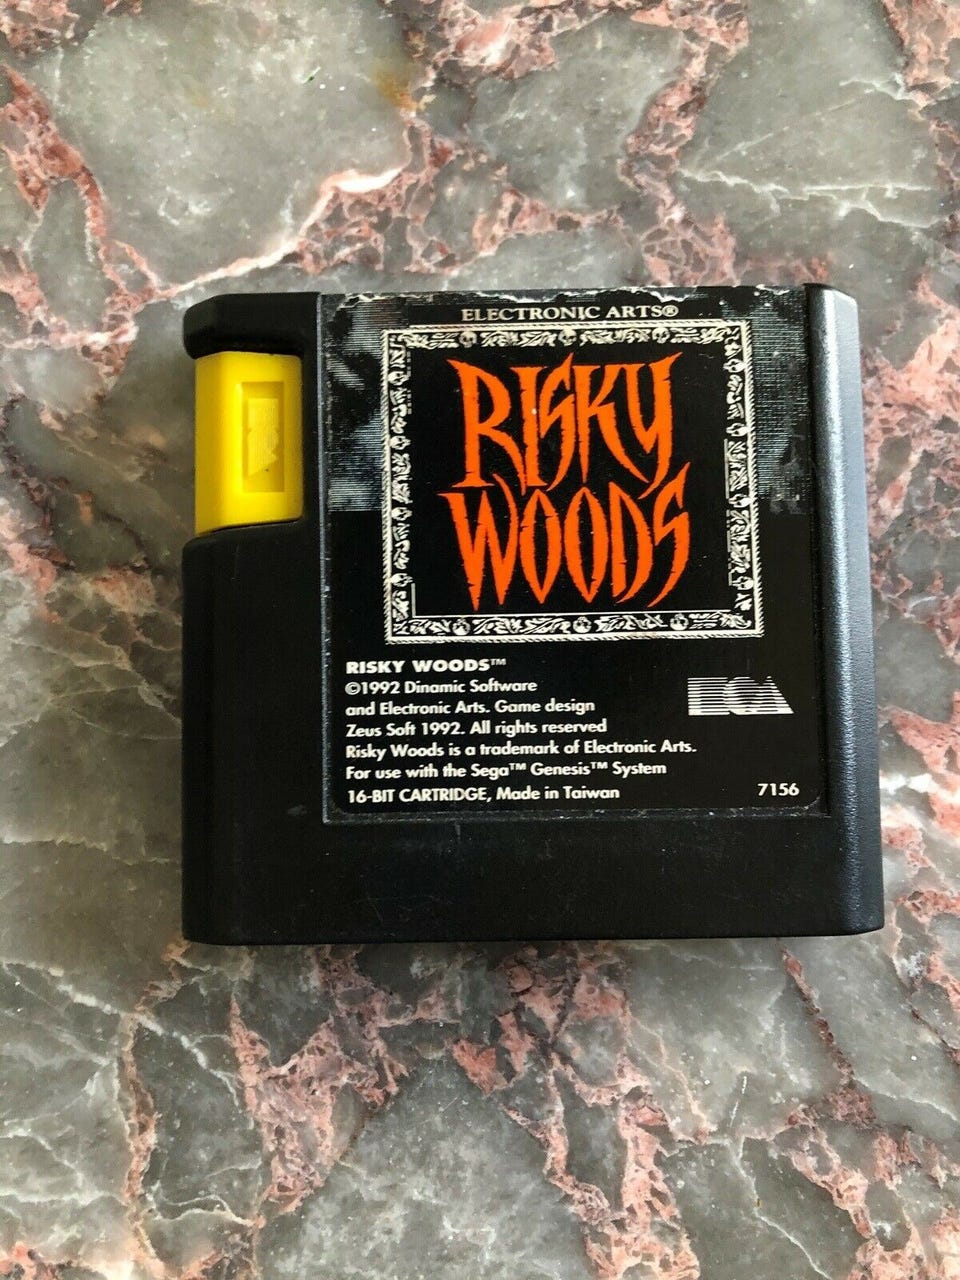 ELECTRONIC ARTS®
RISKY
WOODS
RISKY WOODS™
©1992 Dinamic Software
and Electronic Arts. Game design
Zeus Soft 1992. All rights reserved
Risky Woods is a trademark of Electronic Arts.
For use with the Sega™ Genesis™ System
16-BIT CARTRIDGE, Made in Taiwan
EA
7156